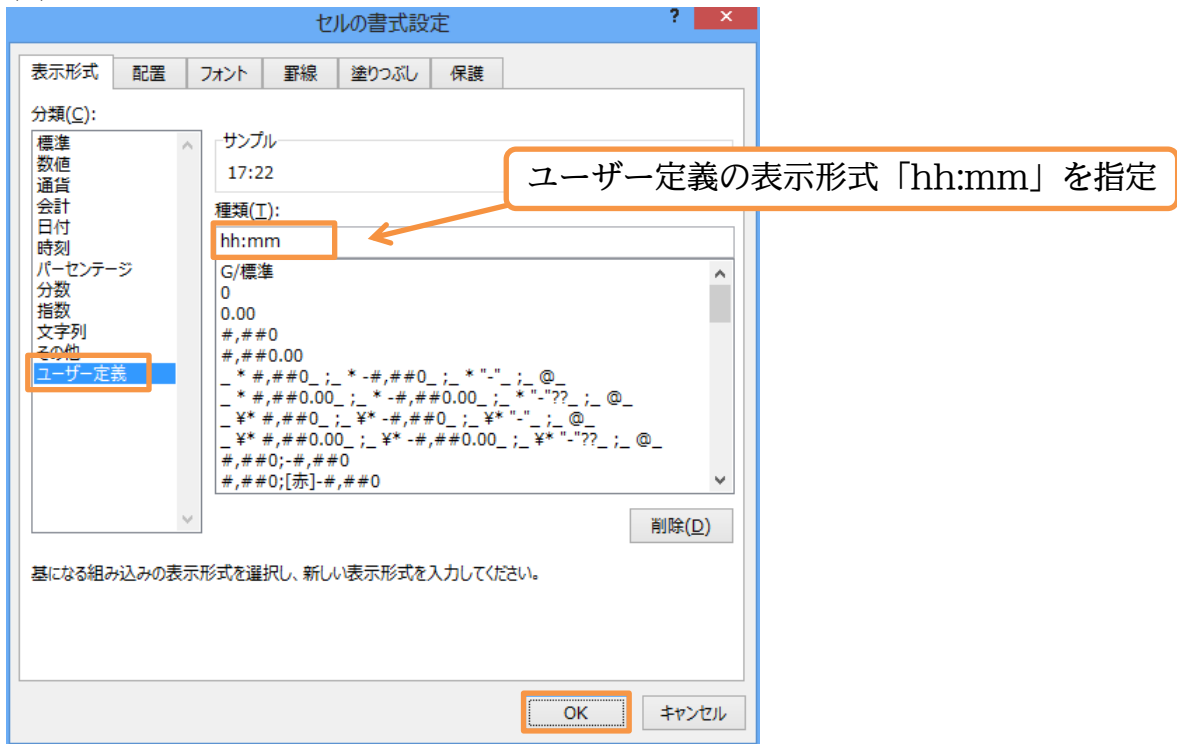 セルの書式設定
? ×
表示形式 配置 フォント 罫線 塗りつぶし 保護
分類(C):
標準
数値
通貨
会計
日付
時刻
パーセンテージ
分数
指数
文字列
その他
ユーザー定義
サンプル
17:22
ユーザー定義の表示形式「hh:mm」を指定
種類(T):
hh:mm
G/標準
0
0.00
#,##0
#,##0.00
_ * #,##0_ ;_ * -#,##0_ ;_ * "-"_ ;_ @_
_ * #,##0.00_ ;_ * -#,##0.00_ ;_ * "-"??_ ;_ @_
_ ¥* #,##0_ ;_ ¥* -#,##0_ ;_ ¥* "-"_ ;_ @_
_ ¥* #,##0.00_ ;_ ¥* -#,##0.00_ ;_ ¥* "-"??_ ;_ @_
#,##0;-#,##0
#,##0;[赤]-#,##0
削除(D)
基になる組み込みの表示形式を選択し、新しい表示形式を入力してください。
OK キャンセル